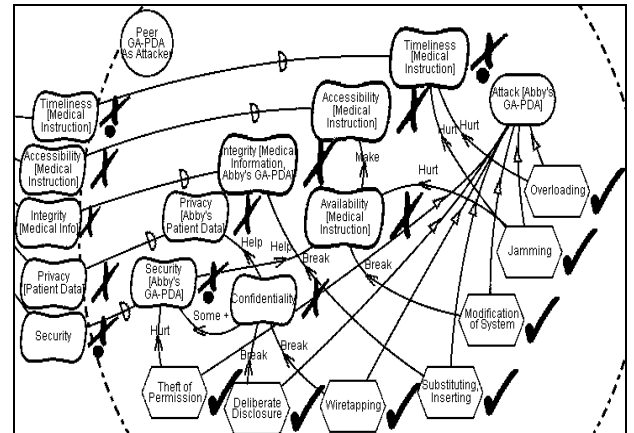 Peer
GA-PDA
As Attacker
Timeliness
[Medical
Instruction]
Attack [Abby's
GA-PDA]
Accessibility
[Medical
Instruction]
Timeliness
[Medical
Instruction]
Hurt
Hurt
Integrity [Medical
Information,
Abby's GA-PDA]
Make
Hurt
Overloading
Accessibility
[Medical
Instruction]
Privacy
[Abby's
Patient Data]
Availability
[Medical
Instruction]
Integrity
[Medical Info]
Jamming
Help
Help
Break
Break
Security
[Abby's
GA-PDA]
Confidentiality
Privacy
[Patient Data]
Modification
of System
Some +
Security
Hurt
Break
Break
Theft of
Permission
Deliberate
Disclosure
Wiretapping
Substituting,
Inserting